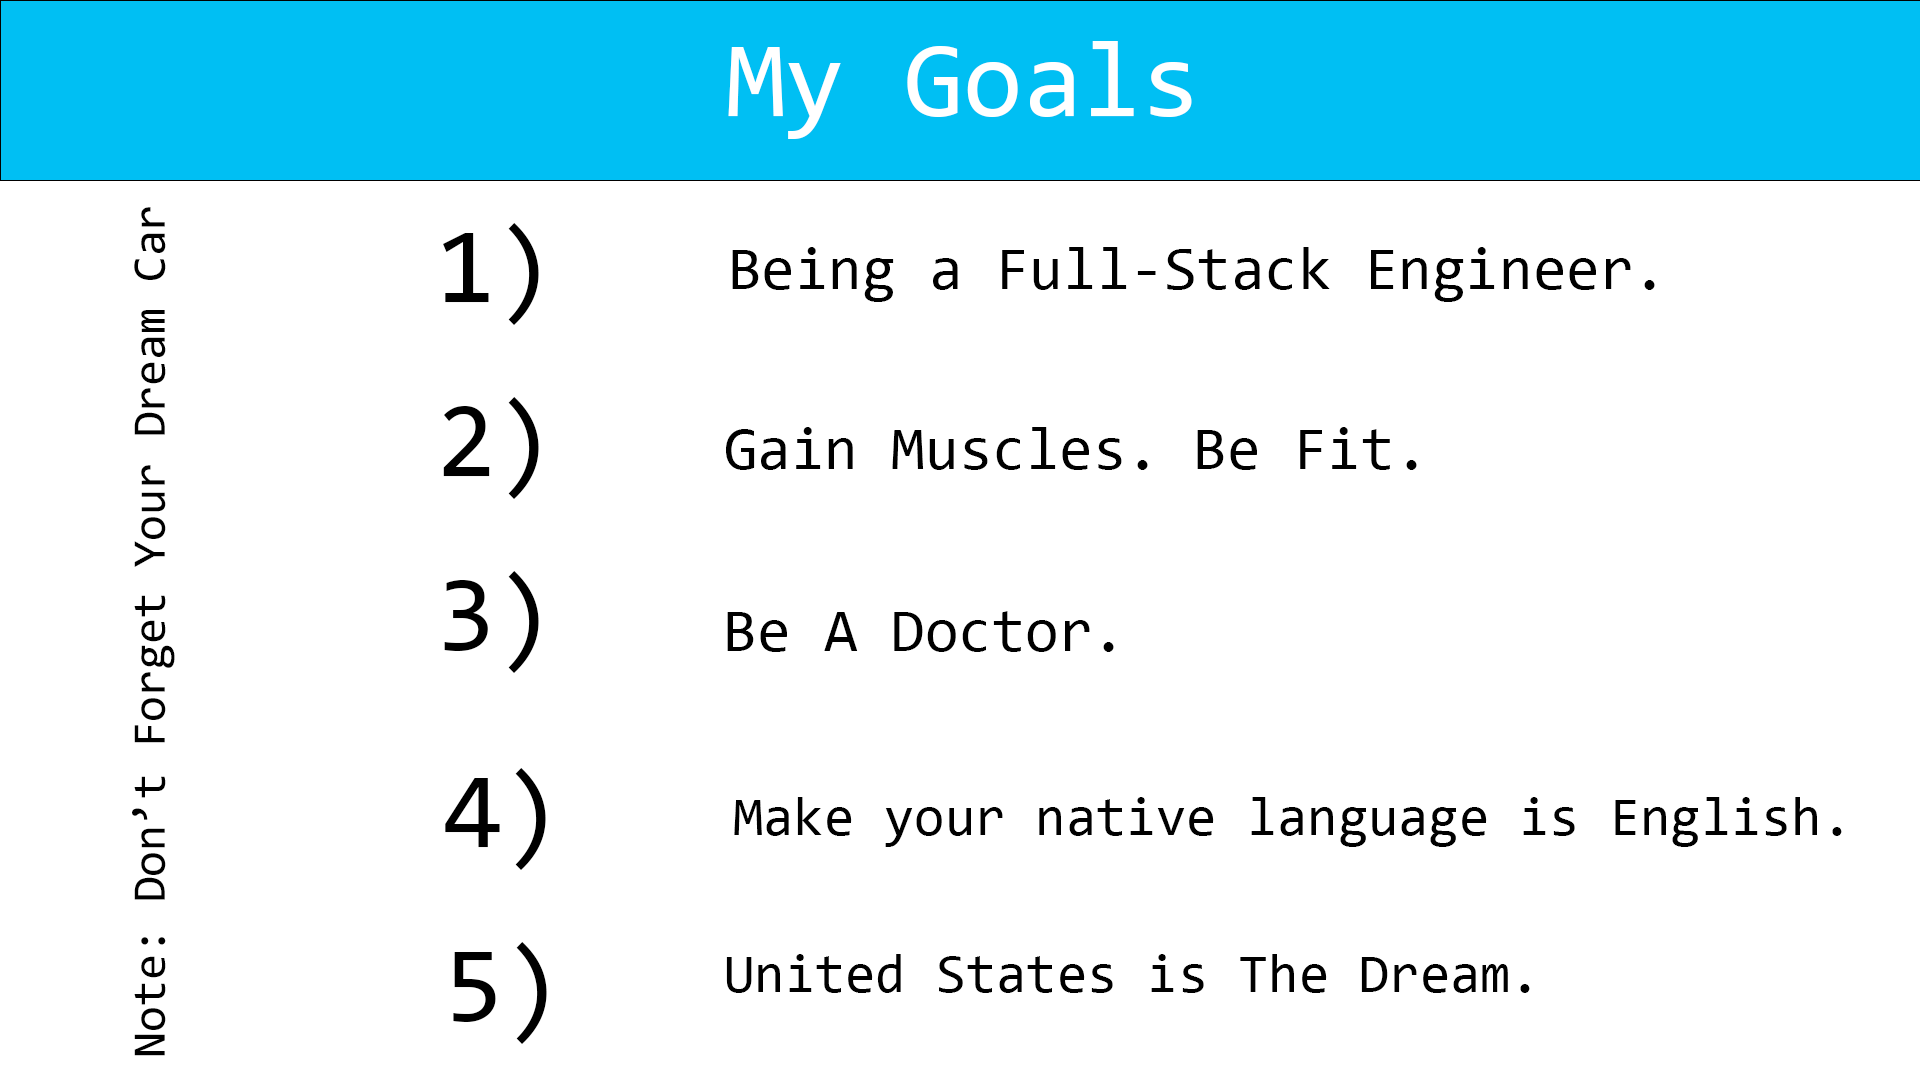 My Goals
Note: Don’t Forget Your Dream Car
1) Being a Full-Stack Engineer.
2) Gain Muscles. Be Fit.
3) Be A Doctor.
4) Make your native language is English.
5) United States is The Dream.